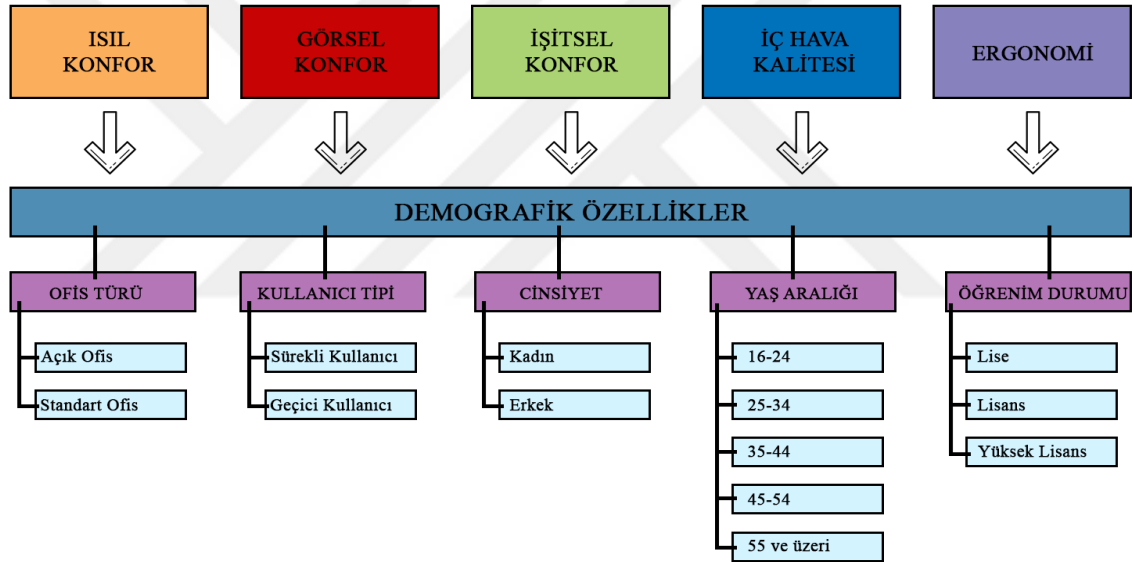 ISIL
KONFOR
GÖRSEL
KONFOR
İŞİTSEL
KONFOR
İÇ HAVA
KALİTESİ
ERGONOMİ
DEMOGRAFİK ÖZELLİKLER
OFİS TÜRÜ
Açık Ofis
Standart Ofis
KULLANICI TİPİ
Sürekli Kullanıcı
Geçici Kullanıcı
CİNSİYET
Kadın
Erkek
YAŞ ARALIĞI
16-24
25-34
35-44
45-54
55 ve üzeri
ÖĞRENİM DURUMU
Lise
Lisans
Yüksek Lisans